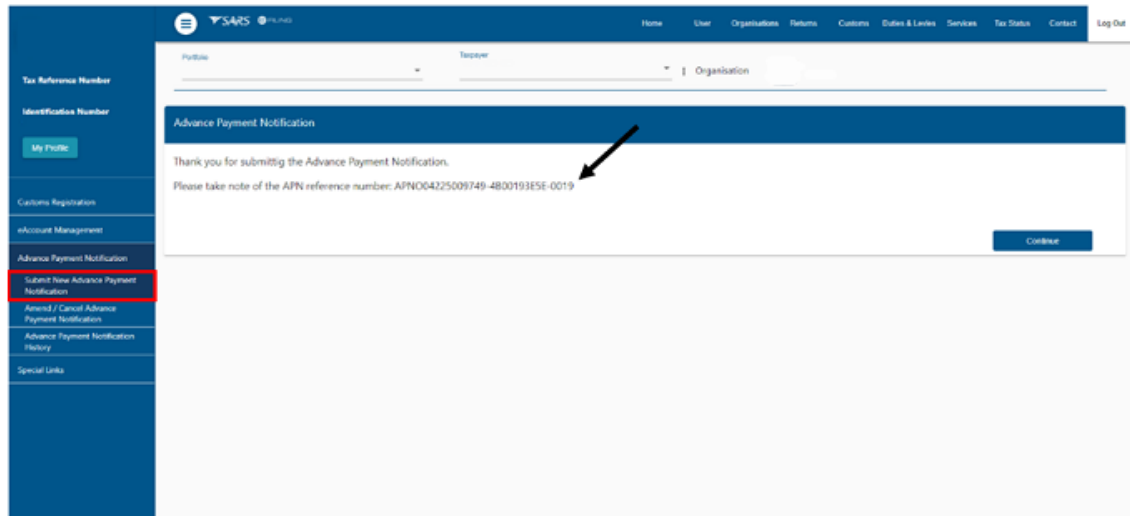 SARS eFILING
Home User Organisations Returns Customs Duties & Levies Services Tax Status Contact Log Out
Portfolio
Taxpayer
| Organisation
Tax Reference Number
Identification Number
My Profile
Customs Registration
eAccount Management
Advance Payment Notification
Submit New Advance Payment
Notification
Amend / Cancel Advance
Payment Notification
Advance Payment Notification
History
Special Links
Advance Payment Notification
Thank you for submittig the Advance Payment Notification.
Please take note of the APN reference number: APNO04225009749-4B00193E5E-0019
Continue